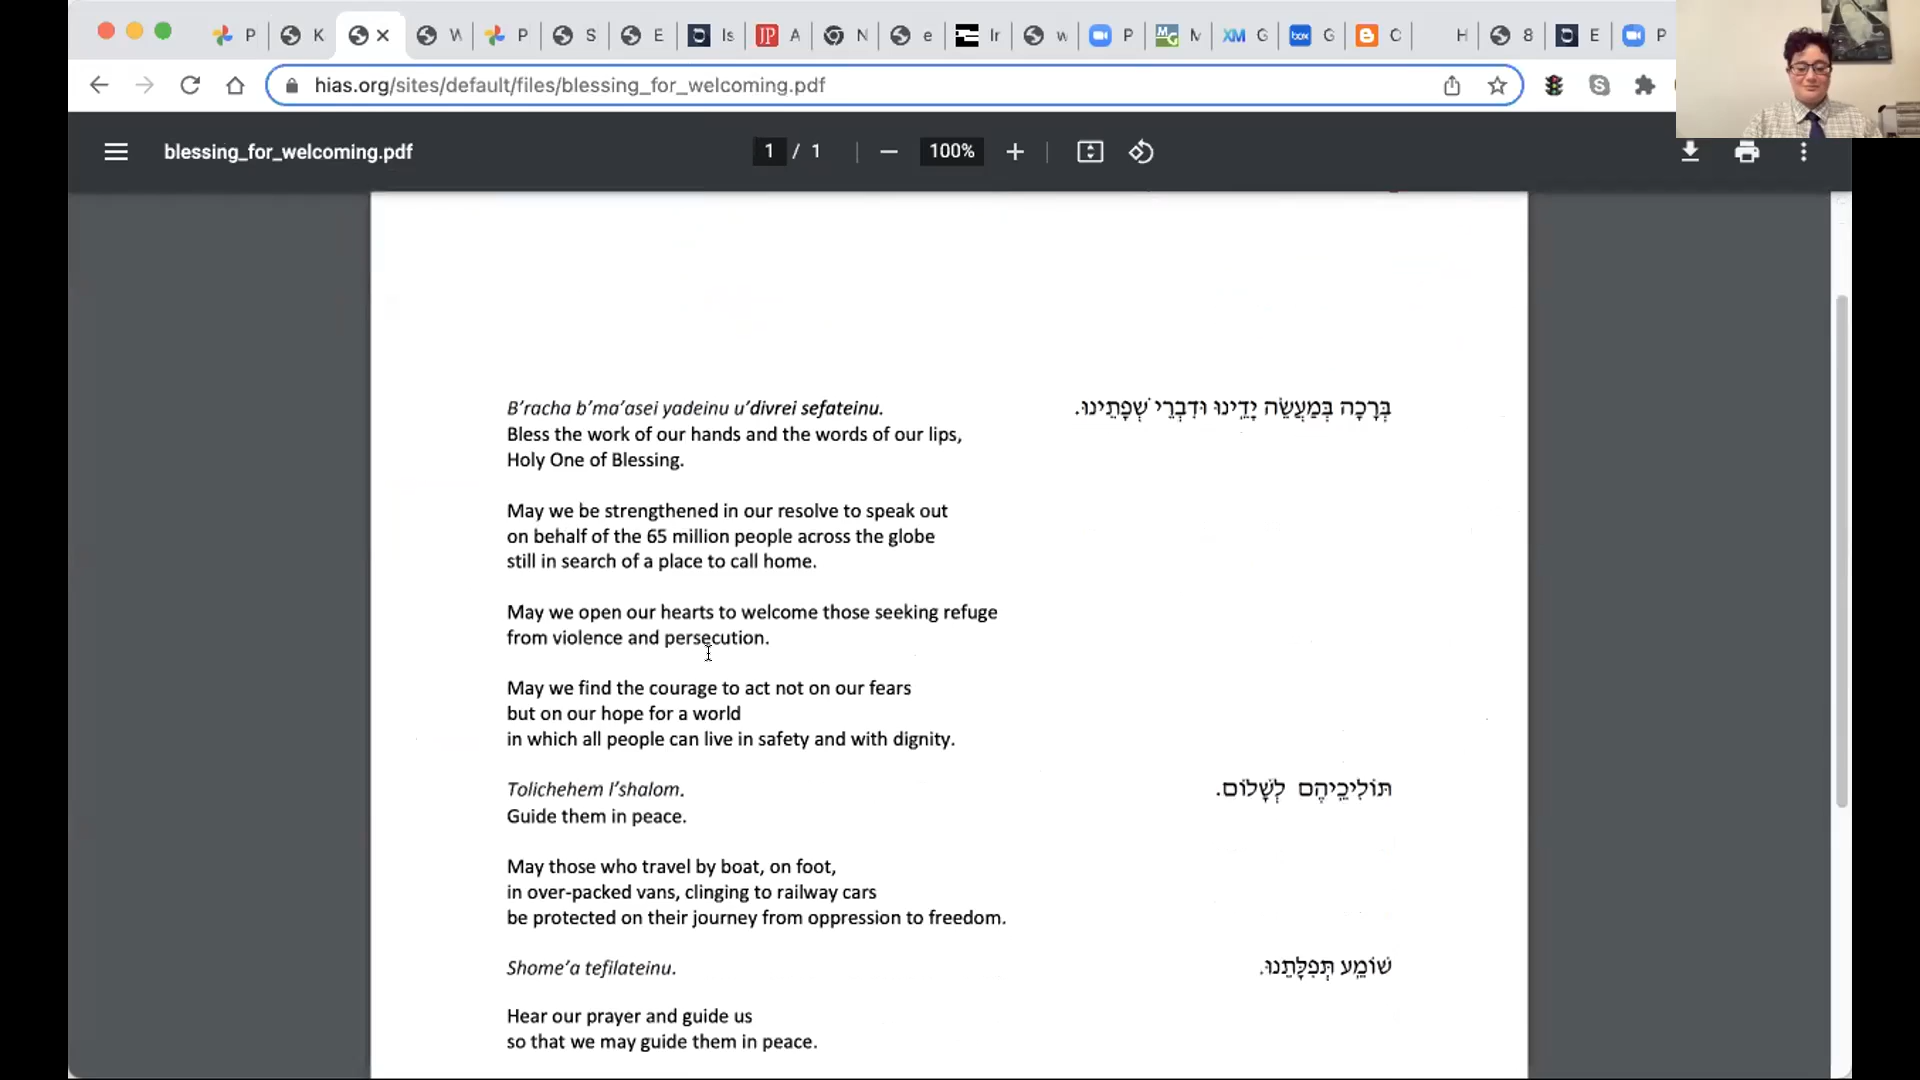 P K W P S E Is JP A N e Ir w P MG M XM G box G C H 8 E P
hias.org/sites/default/files/blessing_for_welcoming.pdf
blessing_for_welcoming.pdf 1 / 1 100%
B’racha b’ma’asei yadeinu u’divrei sefateinu. בְּרָכָה בְּמַעֲשֵׂה יָדֵינוּ וּדִבְרֵי שְׂפָתֵינוּ.
Bless the work of our hands and the words of our lips,
Holy One of Blessing.
May we be strengthened in our resolve to speak out
on behalf of the 65 million people across the globe
still in search of a place to call home.
May we open our hearts to welcome those seeking refuge
from violence and persecution.
May we find the courage to act not on our fears
but on our hope for a world
in which all people can live in safety and with dignity.
Tolichehem l’shalom. תּוֹלִיכֵיהֶם לְשָׁלוֹם.
Guide them in peace.
May those who travel by boat, on foot,
in over-packed vans, clinging to railway cars
be protected on their journey from oppression to freedom.
Shome’a tefilateinu. שׁוֹמֵעַ תְּפִלָּתֵנוּ.
Hear our prayer and guide us
so that we may guide them in peace.